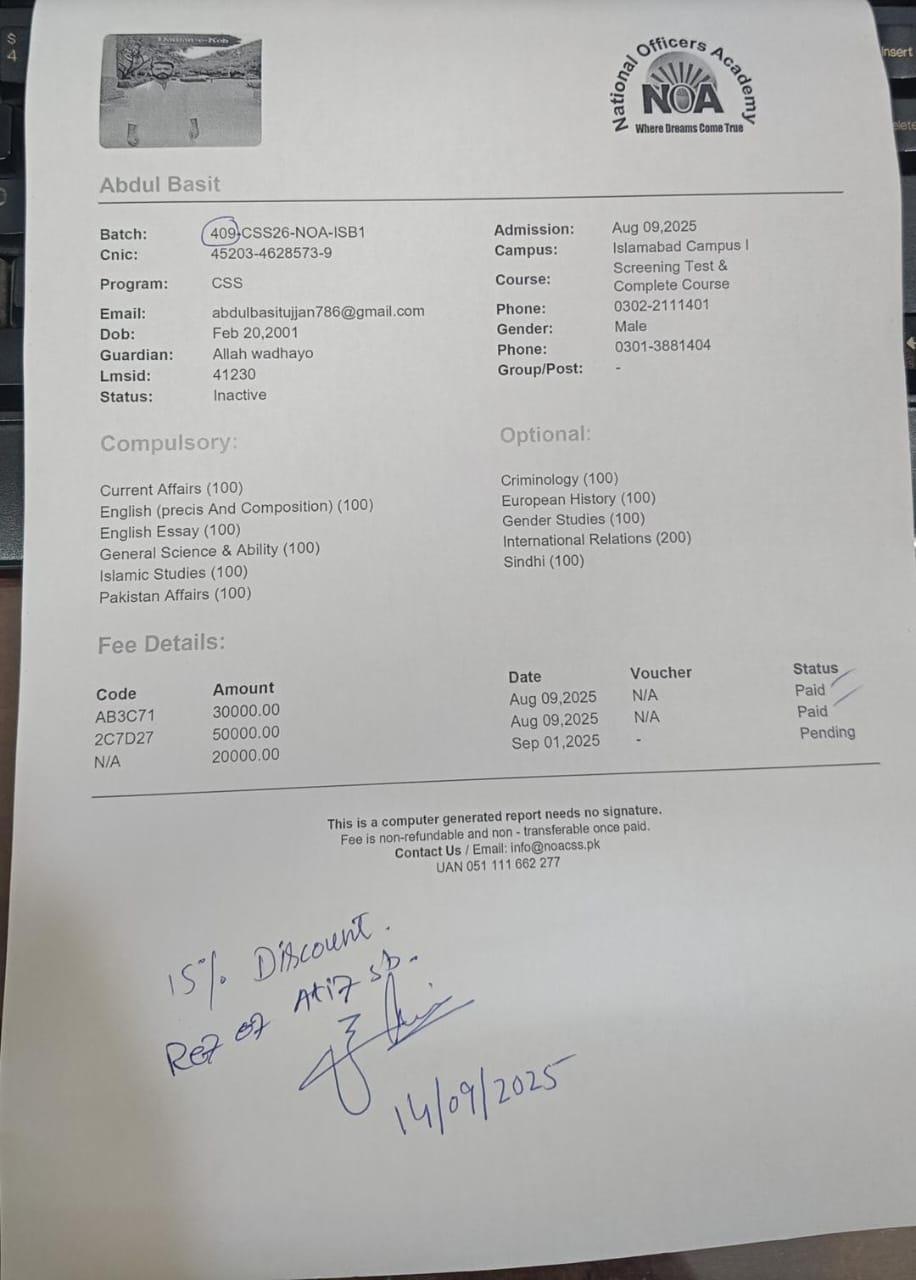 $
4
Insert
Daman-e-Koh
National Officers Academy
NOA
Where Dreams Come True
Abdul Basit
Batch: 409-CSS26-NOA-ISB1
Cnic: 45203-4628573-9
Program: CSS
Email: abdulbasitujjan786@gmail.com
Dob: Feb 20,2001
Guardian: Allah wadhayo
Lmsid: 41230
Status: Inactive
Admission: Aug 09,2025
Campus: Islamabad Campus I
Course: Screening Test &
Complete Course
Phone: 0302-2111401
Gender: Male
Phone: 0301-3881404
Group/Post: -
Compulsory:
Current Affairs (100)
English (precis And Composition) (100)
English Essay (100)
General Science & Ability (100)
Islamic Studies (100)
Pakistan Affairs (100)
Optional:
Criminology (100)
European History (100)
Gender Studies (100)
International Relations (200)
Sindhi (100)
Fee Details:
Code Amount Date Voucher Status
AB3C71 30000.00 Aug 09,2025 N/A Paid
2C7D27 50000.00 Aug 09,2025 N/A Paid
N/A 20000.00 Sep 01,2025 - Pending
This is a computer generated report needs no signature.
Fee is non-refundable and non - transferable once paid.
Contact Us / Email: info@noacss.pk
UAN 051 111 662 277
15% Discount.
Ref of Atif sb.
14/09/2025